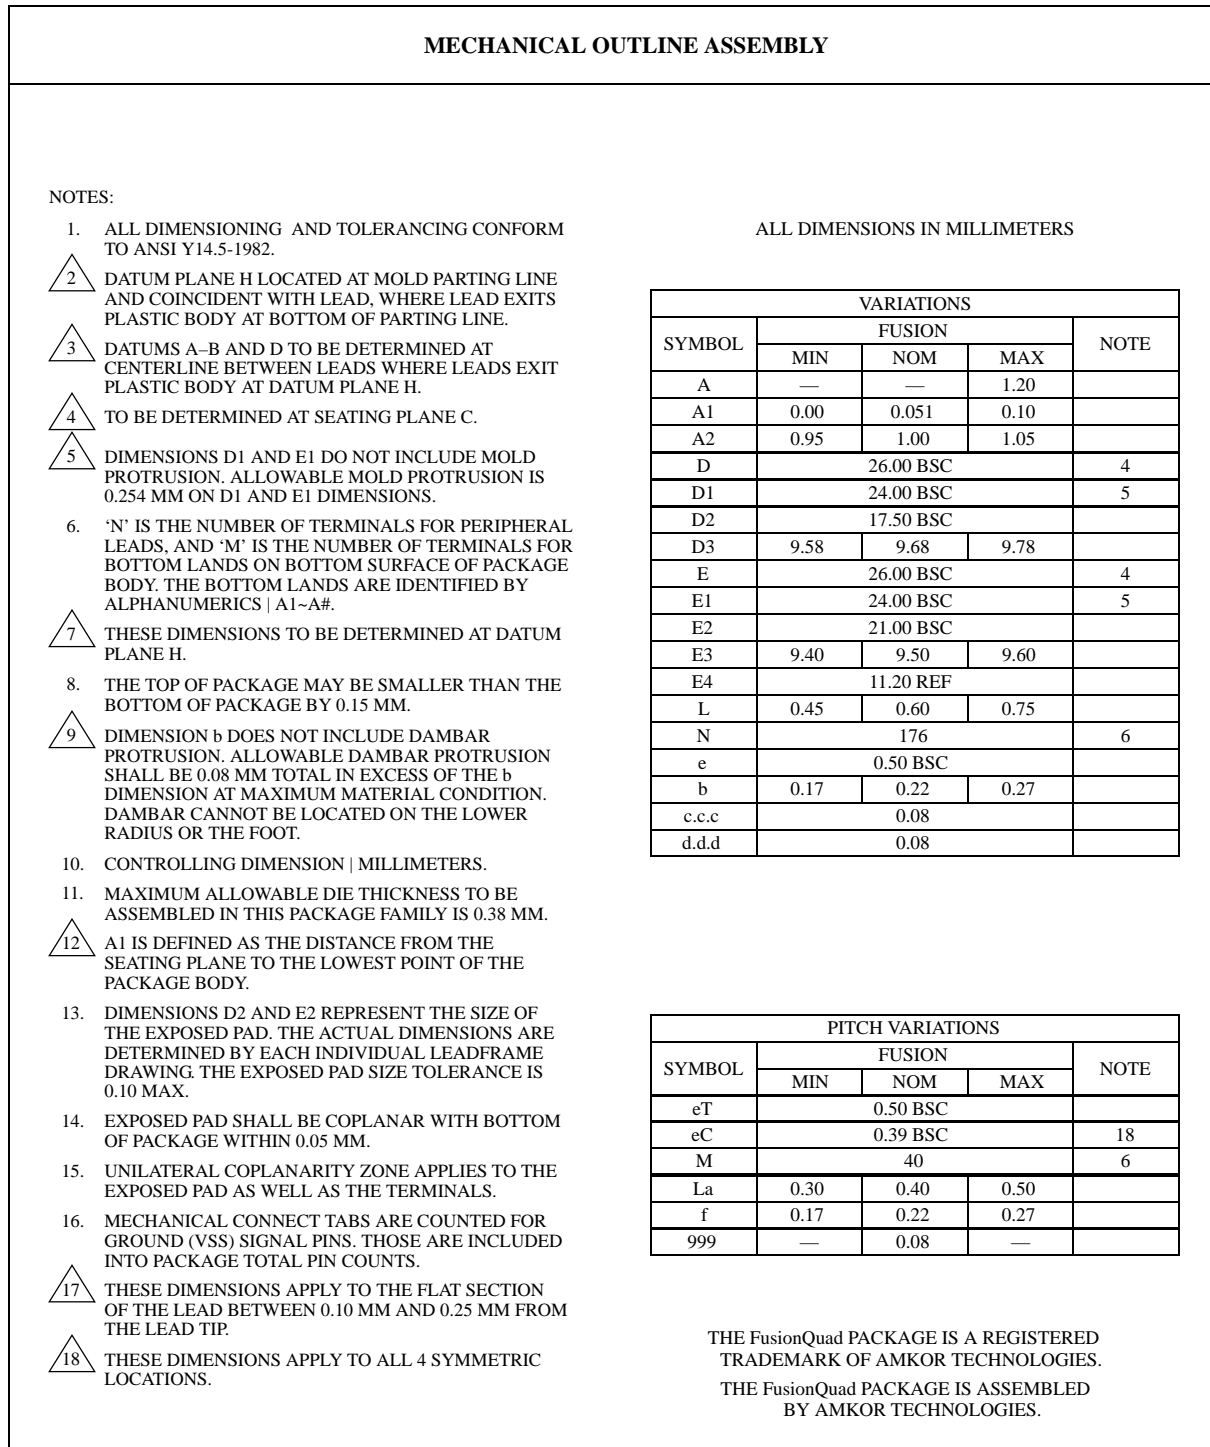 MECHANICAL OUTLINE ASSEMBLY
NOTES:
1. ALL DIMENSIONING AND TOLERANCING CONFORM
TO ANSI Y14.5-1982.
2 DATUM PLANE H LOCATED AT MOLD PARTING LINE
AND COINCIDENT WITH LEAD, WHERE LEAD EXITS
PLASTIC BODY AT BOTTOM OF PARTING LINE.
3 DATUMS A–B AND D TO BE DETERMINED AT
CENTERLINE BETWEEN LEADS WHERE LEADS EXIT
PLASTIC BODY AT DATUM PLANE H.
4 TO BE DETERMINED AT SEATING PLANE C.
5 DIMENSIONS D1 AND E1 DO NOT INCLUDE MOLD
PROTRUSION. ALLOWABLE MOLD PROTRUSION IS
0.254 MM ON D1 AND E1 DIMENSIONS.
6. ‘N’ IS THE NUMBER OF TERMINALS FOR PERIPHERAL
LEADS, AND ‘M’ IS THE NUMBER OF TERMINALS FOR
BOTTOM LANDS ON BOTTOM SURFACE OF PACKAGE
BODY. THE BOTTOM LANDS ARE IDENTIFIED BY
ALPHANUMERICS | A1~A#.
7 THESE DIMENSIONS TO BE DETERMINED AT DATUM
PLANE H.
8. THE TOP OF PACKAGE MAY BE SMALLER THAN THE
BOTTOM OF PACKAGE BY 0.15 MM.
9 DIMENSION b DOES NOT INCLUDE DAMBAR
PROTRUSION. ALLOWABLE DAMBAR PROTRUSION
SHALL BE 0.08 MM TOTAL IN EXCESS OF THE b
DIMENSION AT MAXIMUM MATERIAL CONDITION.
DAMBAR CANNOT BE LOCATED ON THE LOWER
RADIUS OR THE FOOT.
10. CONTROLLING DIMENSION | MILLIMETERS.
11. MAXIMUM ALLOWABLE DIE THICKNESS TO BE
ASSEMBLED IN THIS PACKAGE FAMILY IS 0.38 MM.
12 A1 IS DEFINED AS THE DISTANCE FROM THE
SEATING PLANE TO THE LOWEST POINT OF THE
PACKAGE BODY.
13. DIMENSIONS D2 AND E2 REPRESENT THE SIZE OF
THE EXPOSED PAD. THE ACTUAL DIMENSIONS ARE
DETERMINED BY EACH INDIVIDUAL LEADFRAME
DRAWING. THE EXPOSED PAD SIZE TOLERANCE IS
0.10 MAX.
14. EXPOSED PAD SHALL BE COPLANAR WITH BOTTOM
OF PACKAGE WITHIN 0.05 MM.
15. UNILATERAL COPLANARITY ZONE APPLIES TO THE
EXPOSED PAD AS WELL AS THE TERMINALS.
16. MECHANICAL CONNECT TABS ARE COUNTED FOR
GROUND (VSS) SIGNAL PINS. THOSE ARE INCLUDED
INTO PACKAGE TOTAL PIN COUNTS.
17 THESE DIMENSIONS APPLY TO THE FLAT SECTION
OF THE LEAD BETWEEN 0.10 MM AND 0.25 MM FROM
THE LEAD TIP.
18 THESE DIMENSIONS APPLY TO ALL 4 SYMMETRIC
LOCATIONS.
ALL DIMENSIONS IN MILLIMETERS
VARIATIONS
SYMBOL FUSION NOTE
MIN NOM MAX
A — — 1.20
A1 0.00 0.051 0.10
A2 0.95 1.00 1.05
D 26.00 BSC 4
D1 24.00 BSC 5
D2 17.50 BSC
D3 9.58 9.68 9.78
E 26.00 BSC 4
E1 24.00 BSC 5
E2 21.00 BSC
E3 9.40 9.50 9.60
E4 11.20 REF
L 0.45 0.60 0.75
N 176 6
e 0.50 BSC
b 0.17 0.22 0.27
c.c.c 0.08
d.d.d 0.08
PITCH VARIATIONS
SYMBOL FUSION NOTE
MIN NOM MAX
eT 0.50 BSC
eC 0.39 BSC 18
M 40 6
La 0.30 0.40 0.50
f 0.17 0.22 0.27
999 — 0.08 —
THE FusionQuad PACKAGE IS A REGISTERED
TRADEMARK OF AMKOR TECHNOLOGIES.
THE FusionQuad PACKAGE IS ASSEMBLED
BY AMKOR TECHNOLOGIES.